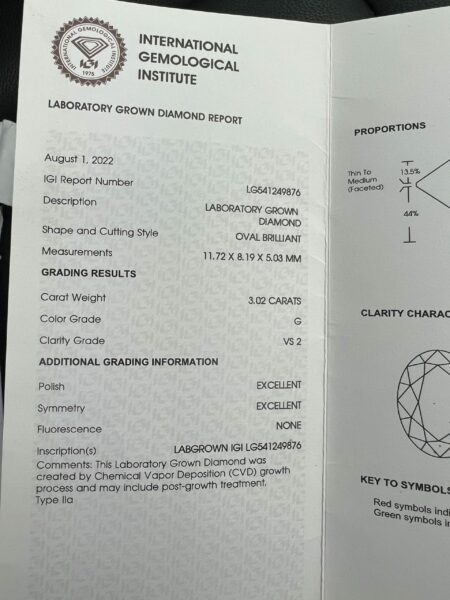 INTERNATIONAL GEMOLOGICAL INSTITUTE
IGI
1975
INTERNATIONAL
GEMOLOGICAL
INSTITUTE
LABORATORY GROWN DIAMOND REPORT
August 1, 2022
IGI Report Number LG541249876
Description LABORATORY GROWN
DIAMOND
Shape and Cutting Style OVAL BRILLIANT
Measurements 11.72 X 8.19 X 5.03 MM
GRADING RESULTS
Carat Weight 3.02 CARATS
Color Grade G
Clarity Grade VS 2
ADDITIONAL GRADING INFORMATION
Polish EXCELLENT
Symmetry EXCELLENT
Fluorescence NONE
Inscription(s) LABGROWN IGI LG541249876
Comments: This Laboratory Grown Diamond was
created by Chemical Vapor Deposition (CVD) growth
process and may include post-growth treatment.
Type IIa
PROPORTIONS
Thin To
Medium
(Faceted)
13.5%
44%
CLARITY CHARAC
KEY TO SYMBOLS
Red symbols indi
Green symbols in